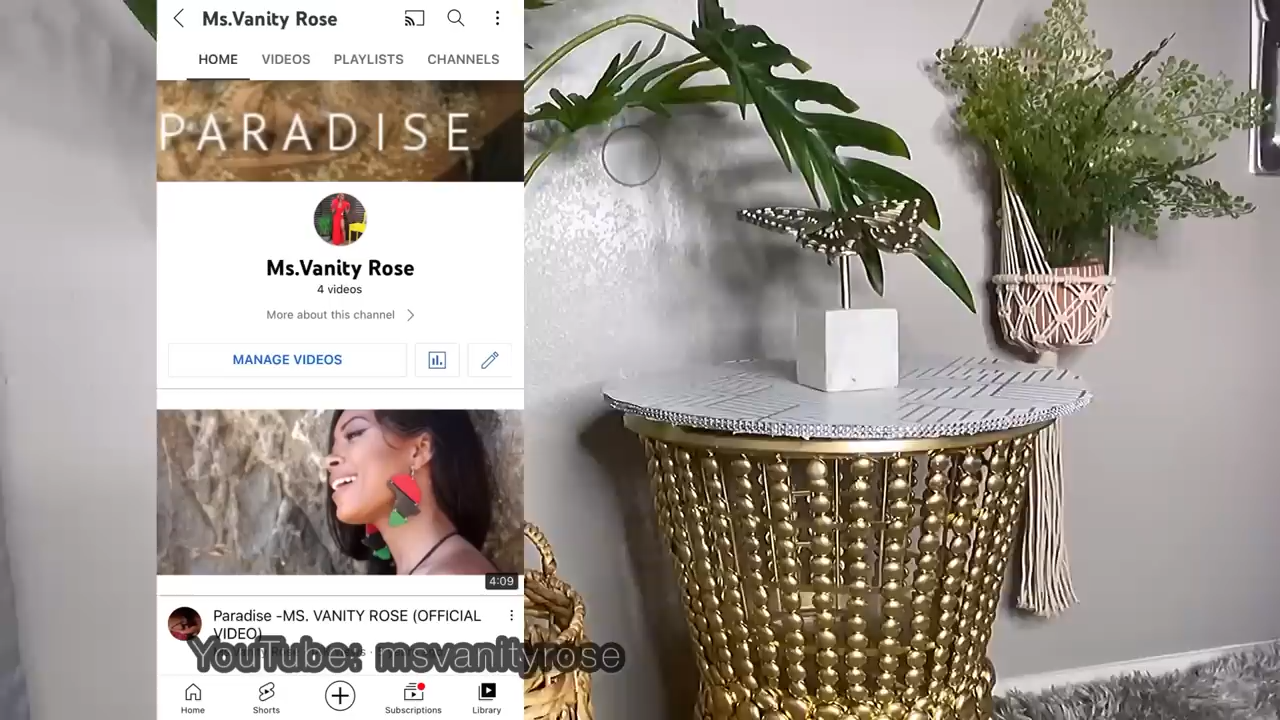 Ms.Vanity Rose
HOME VIDEOS PLAYLISTS CHANNELS
PARADISE
Ms.Vanity Rose
4 videos
More about this channel
MANAGE VIDEOS
4:09
Paradise -MS. VANITY ROSE (OFFICIAL
VIDEO)
YouTube: msvanityrose
Home Shorts Subscriptions Library